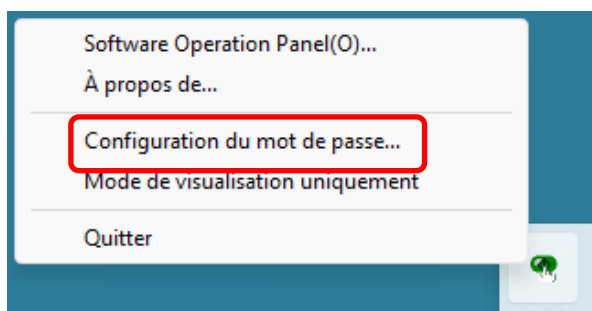 Software Operation Panel(O)...
À propos de...
Configuration du mot de passe...
Mode de visualisation uniquement
Quitter